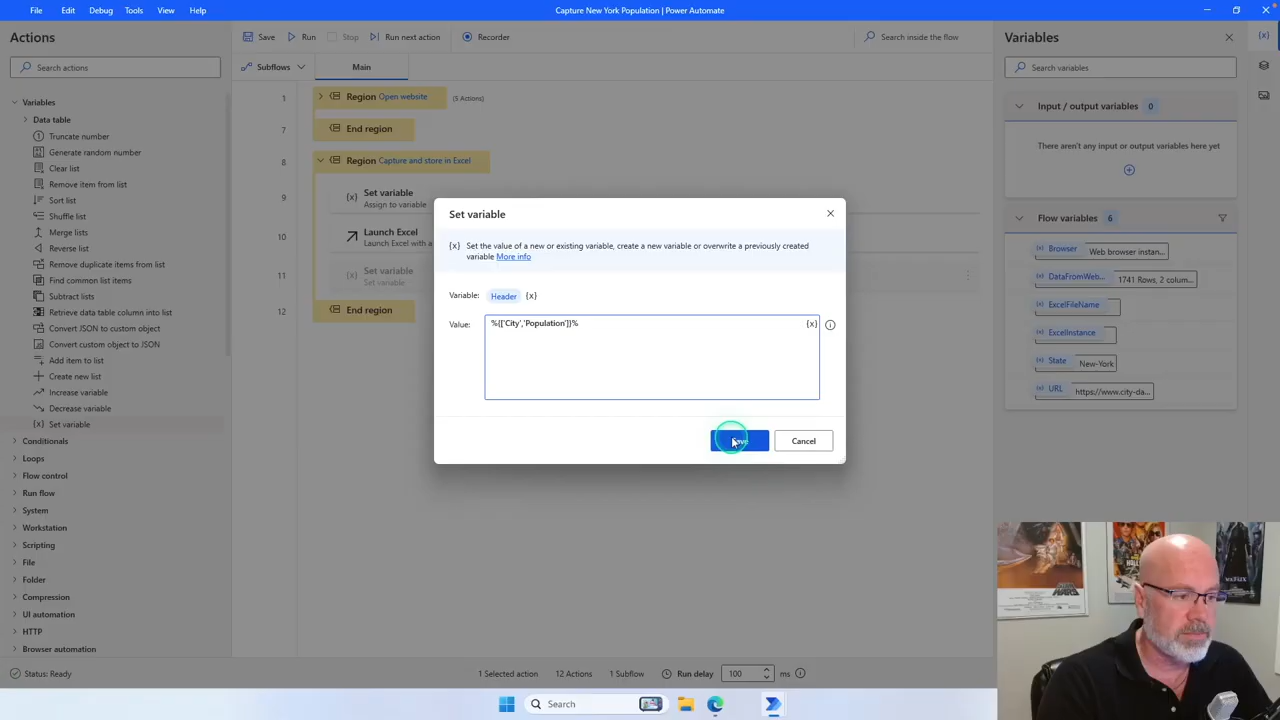 File Edit Debug Tools View Help
Capture New York Population | Power Automate
Actions
Search actions
Variables
Data table
Truncate number
Generate random number
Clear list
Remove item from list
Sort list
Shuffle list
Merge lists
Reverse list
Remove duplicate items from list
Find common list items
Subtract lists
Retrieve data table column into list
Convert JSON to custom object
Convert custom object to JSON
Add item to list
Create new list
Increase variable
Decrease variable
{x} Set variable
Conditionals
Loops
Flow control
Run flow
System
Workstation
Scripting
File
Folder
Compression
UI automation
HTTP
Browser automation
Status: Ready
Save Run Stop Run next action Recorder
Search inside the flow
Subflows
Main
1 Region Open website (5 Actions)
7 End region
8 Region Capture and store in Excel
9 {x} Set variable
Assign to variable
10 Launch Excel
Launch Excel with a
11 {x} Set variable
Set variable
12 End region
Set variable
{x} Set the value of a new or existing variable, create a new variable or overwrite a previously created
variable More info
Variable: Header {x}
Value: %{['City','Population']}% {x}
Cancel
1 Selected action 12 Actions 1 Subflow Run delay 100 ms
Variables
Search variables
Input / output variables 0
There aren't any input or output variables here yet
Flow variables 6
Browser Web browser instan...
DataFromWeb... 1741 Rows, 2 colum...
ExcelFileName
ExcelInstance
State New-York
URL https://www.city-da...
{x}
Search